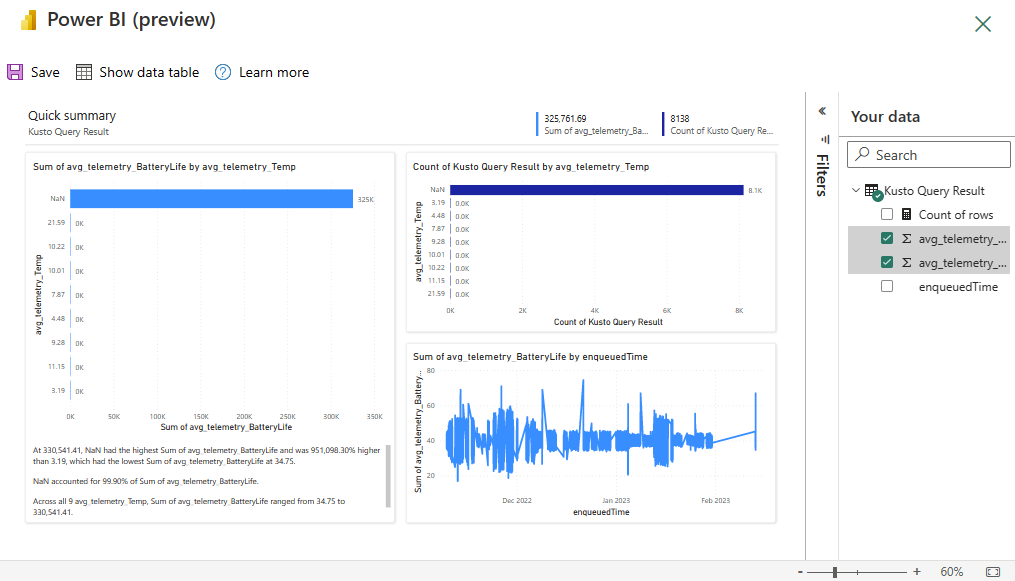 Power BI (preview)
Save
Show data table
Learn more
Quick summary
Kusto Query Result
325,761.69
Sum of avg_telemetry_Ba...
8138
Count of Kusto Query Re...
Sum of avg_telemetry_BatteryLife by avg_telemetry_Temp
avg_telemetry_Temp
NaN
325K
21.59
0K
10.22
0K
10.01
0K
7.87
0K
4.48
0K
9.28
0K
11.15
0K
3.19
0K
0K
50K
100K
150K
200K
250K
300K
350K
Sum of avg_telemetry_BatteryLife
At 330,541.41, NaN had the highest Sum of avg_telemetry_BatteryLife and was 951,098.30% higher
than 3.19, which had the lowest Sum of avg_telemetry_BatteryLife at 34.75.
NaN accounted for 99.90% of Sum of avg_telemetry_BatteryLife.
Across all 9 avg_telemetry_Temp, Sum of avg_telemetry_BatteryLife ranged from 34.75 to
330,541.41.
Count of Kusto Query Result by avg_telemetry_Temp
avg_telemetry_Temp
NaN
8.1K
3.19
0.0K
4.48
0.0K
7.87
0.0K
9.28
0.0K
10.01
0.0K
10.22
0.0K
11.15
0.0K
21.59
0.0K
0K
2K
4K
6K
8K
Count of Kusto Query Result
Sum of avg_telemetry_BatteryLife by enqueuedTime
Sum of avg_telemetry_Battery...
80
60
40
20
Dec 2022
Jan 2023
Feb 2023
enqueuedTime
Filters
Your data
Search
Kusto Query Result
Count of rows
avg_telemetry_...
avg_telemetry_...
enqueuedTime
- + 60%